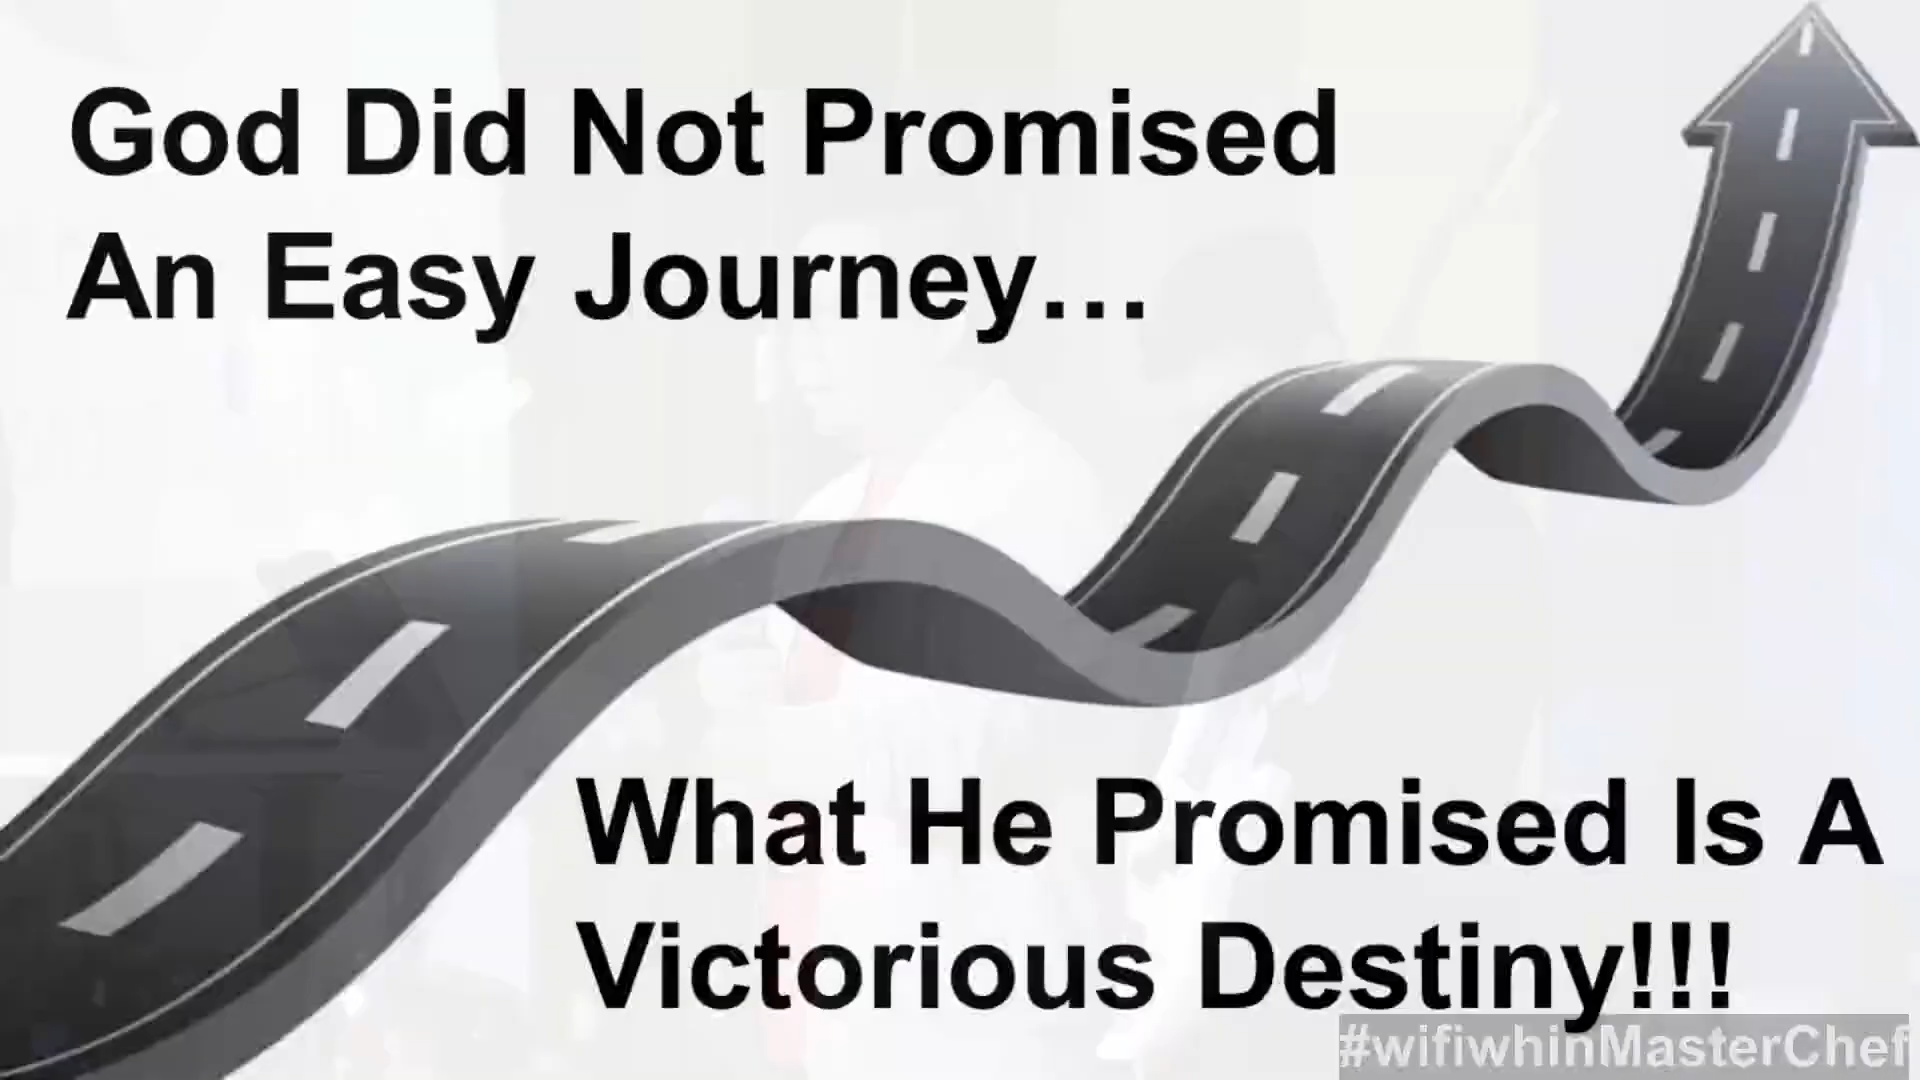 God Did Not Promised
An Easy Journey...
What He Promised Is A
Victorious Destiny!!!
#wifiwhinMasterChef